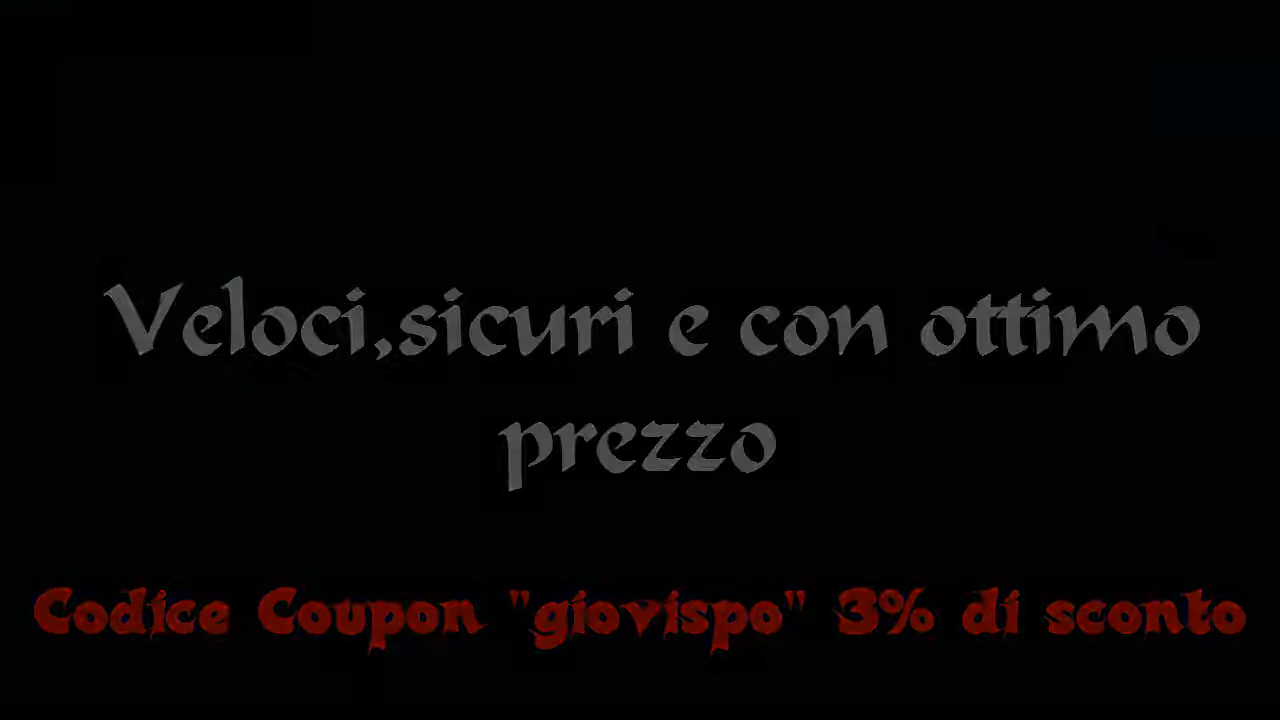 Veloci,sicuri e con ottimo
prezzo
Codice Coupon "giovispo" 3% di sconto